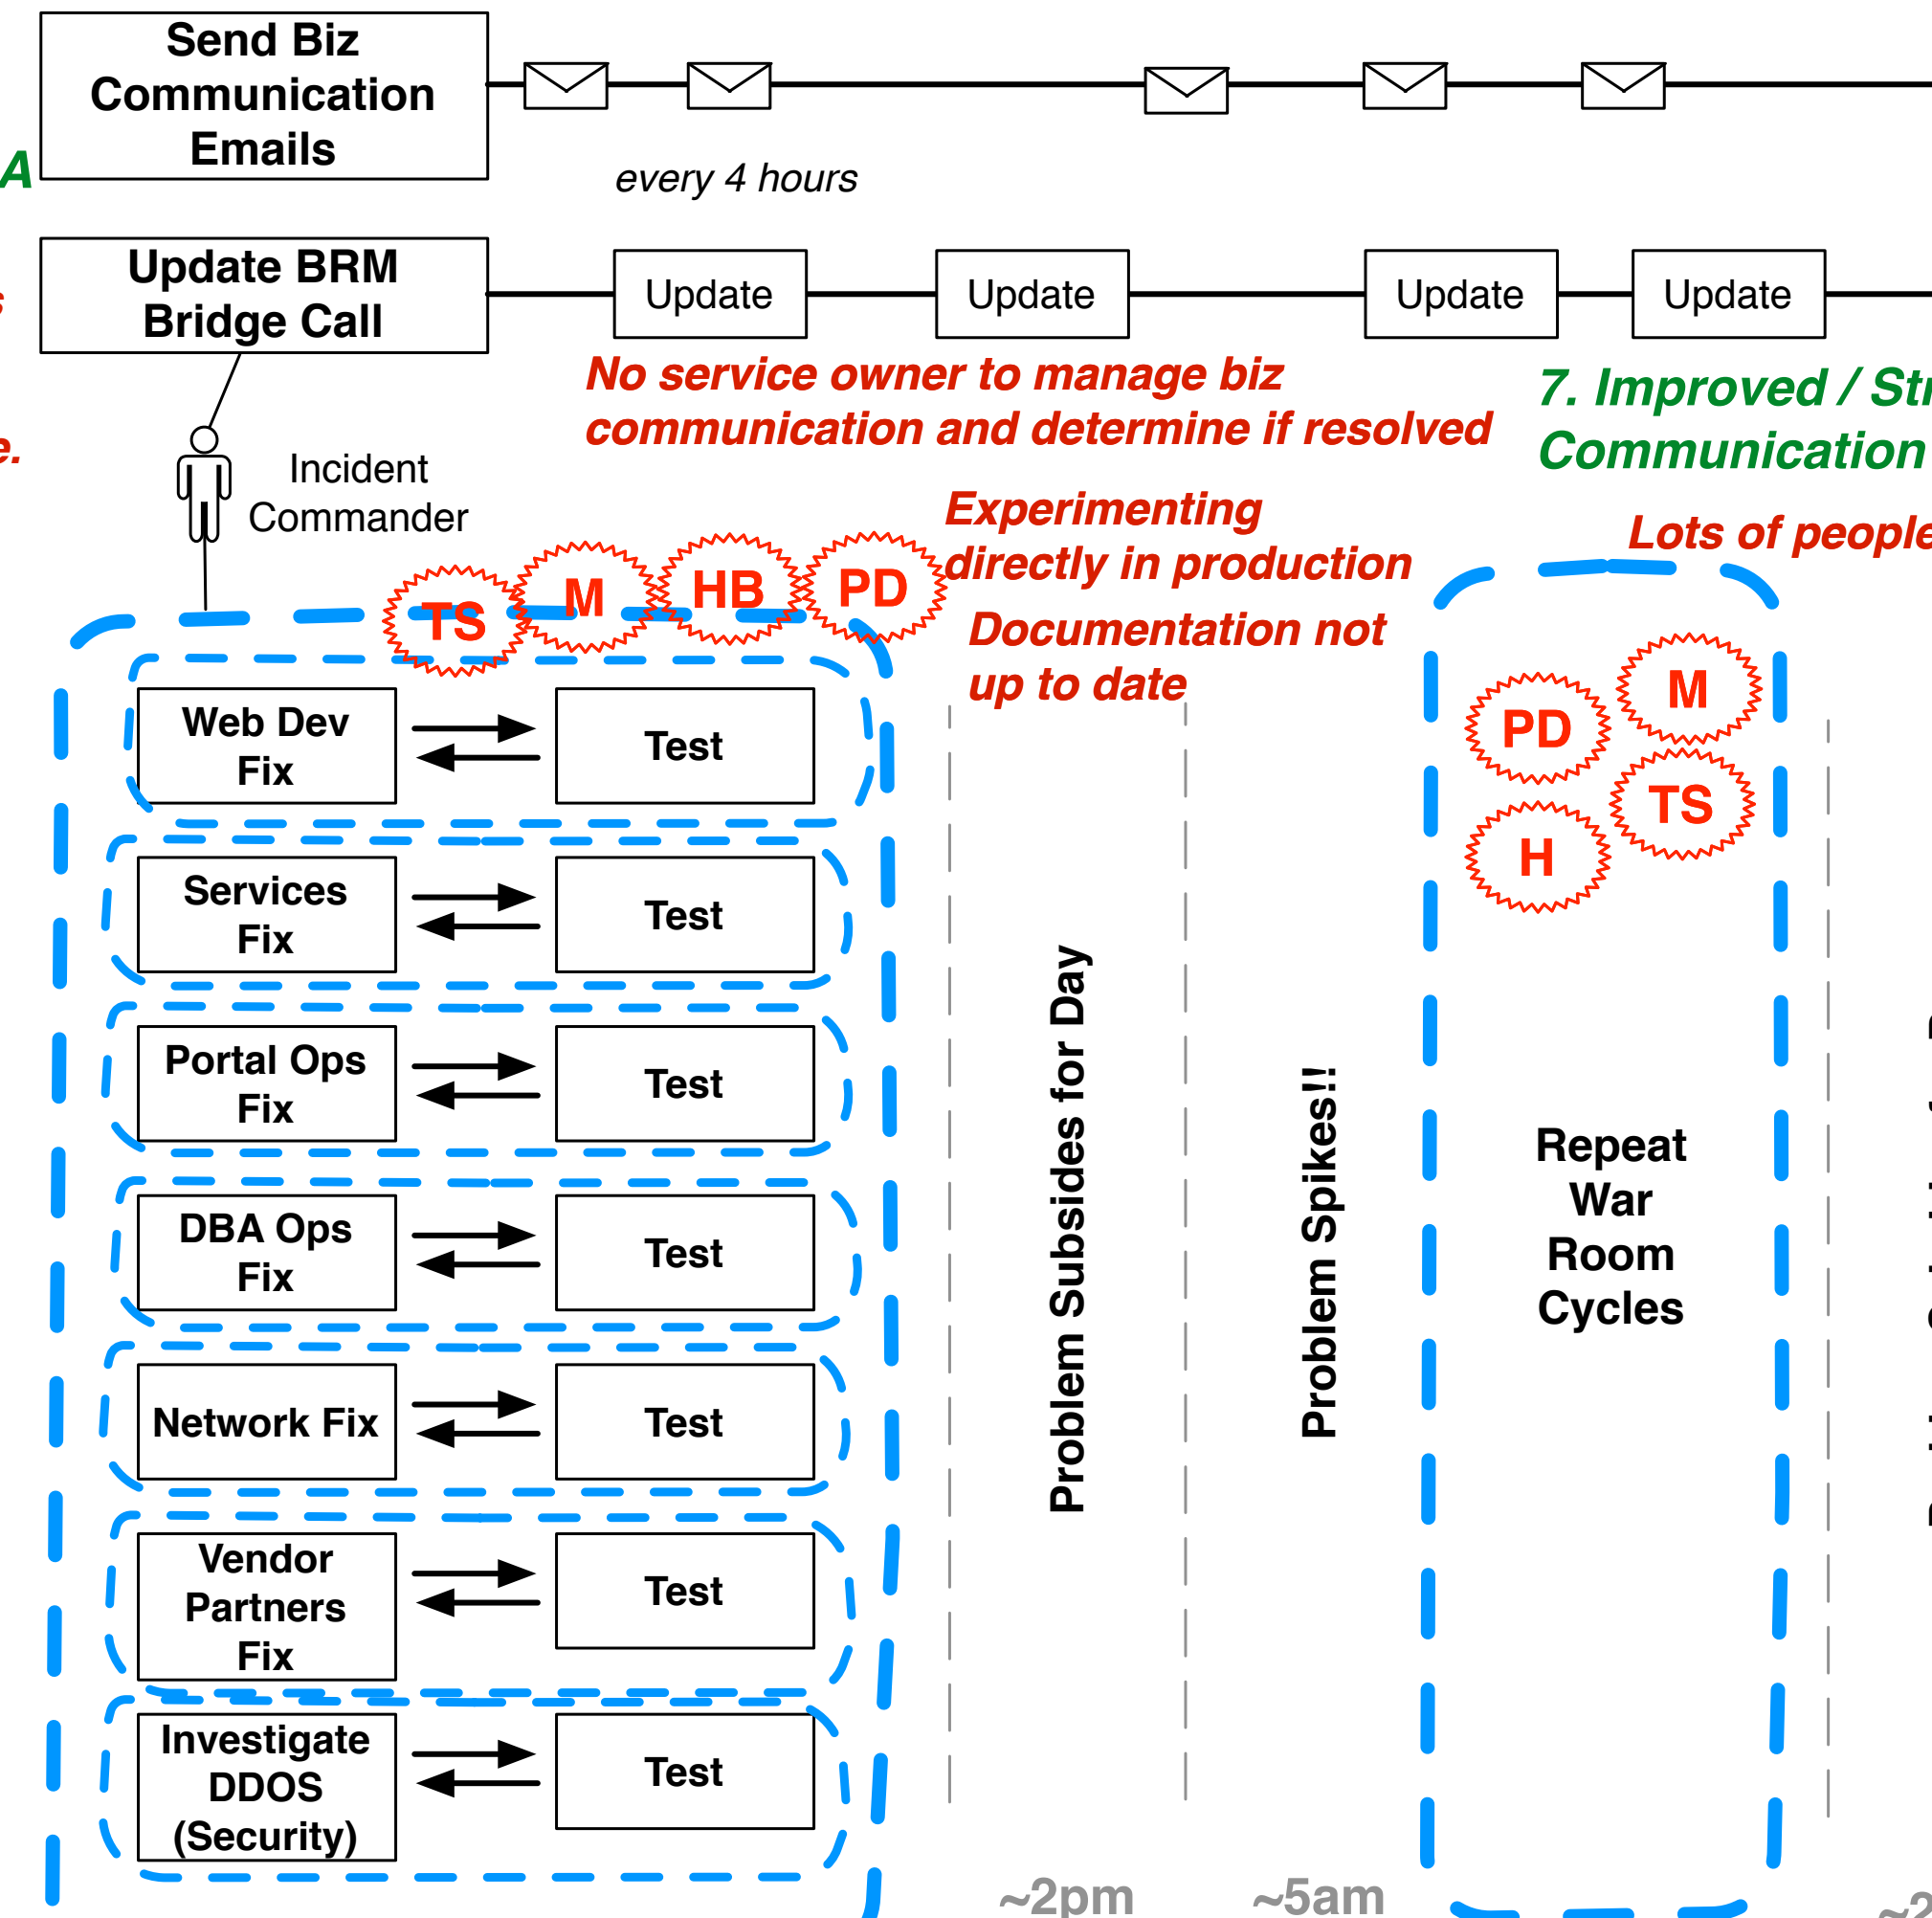 Send Biz
Communication
Emails
A
every 4 hours
Update BRM
Bridge Call
Update
Update
Update
Update
s
No service owner to manage biz
communication and determine if resolved
7. Improved / Str
Communication
e.
Incident
Commander
Experimenting
directly in production
Lots of people
Documentation not
up to date
TS
M
HB
PD
Web Dev
Fix
Test
Services
Fix
Test
Portal Ops
Fix
Test
DBA Ops
Fix
Test
Network Fix
Test
Vendor
Partners
Fix
Test
Investigate
DDOS
(Security)
Test
Problem Subsides for Day
~2pm
Problem Spikes!!
~5am
PD
M
TS
H
Repeat
War
Room
Cycles
~2